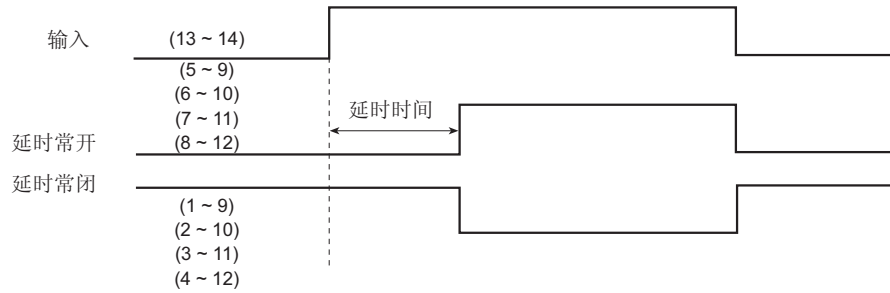 输入 (13 ~ 14)
(5 ~ 9)
(6 ~ 10)
延时时间
(7 ~ 11)
延时常开 (8 ~ 12)
延时常闭
(1 ~ 9)
(2 ~ 10)
(3 ~ 11)
(4 ~ 12)